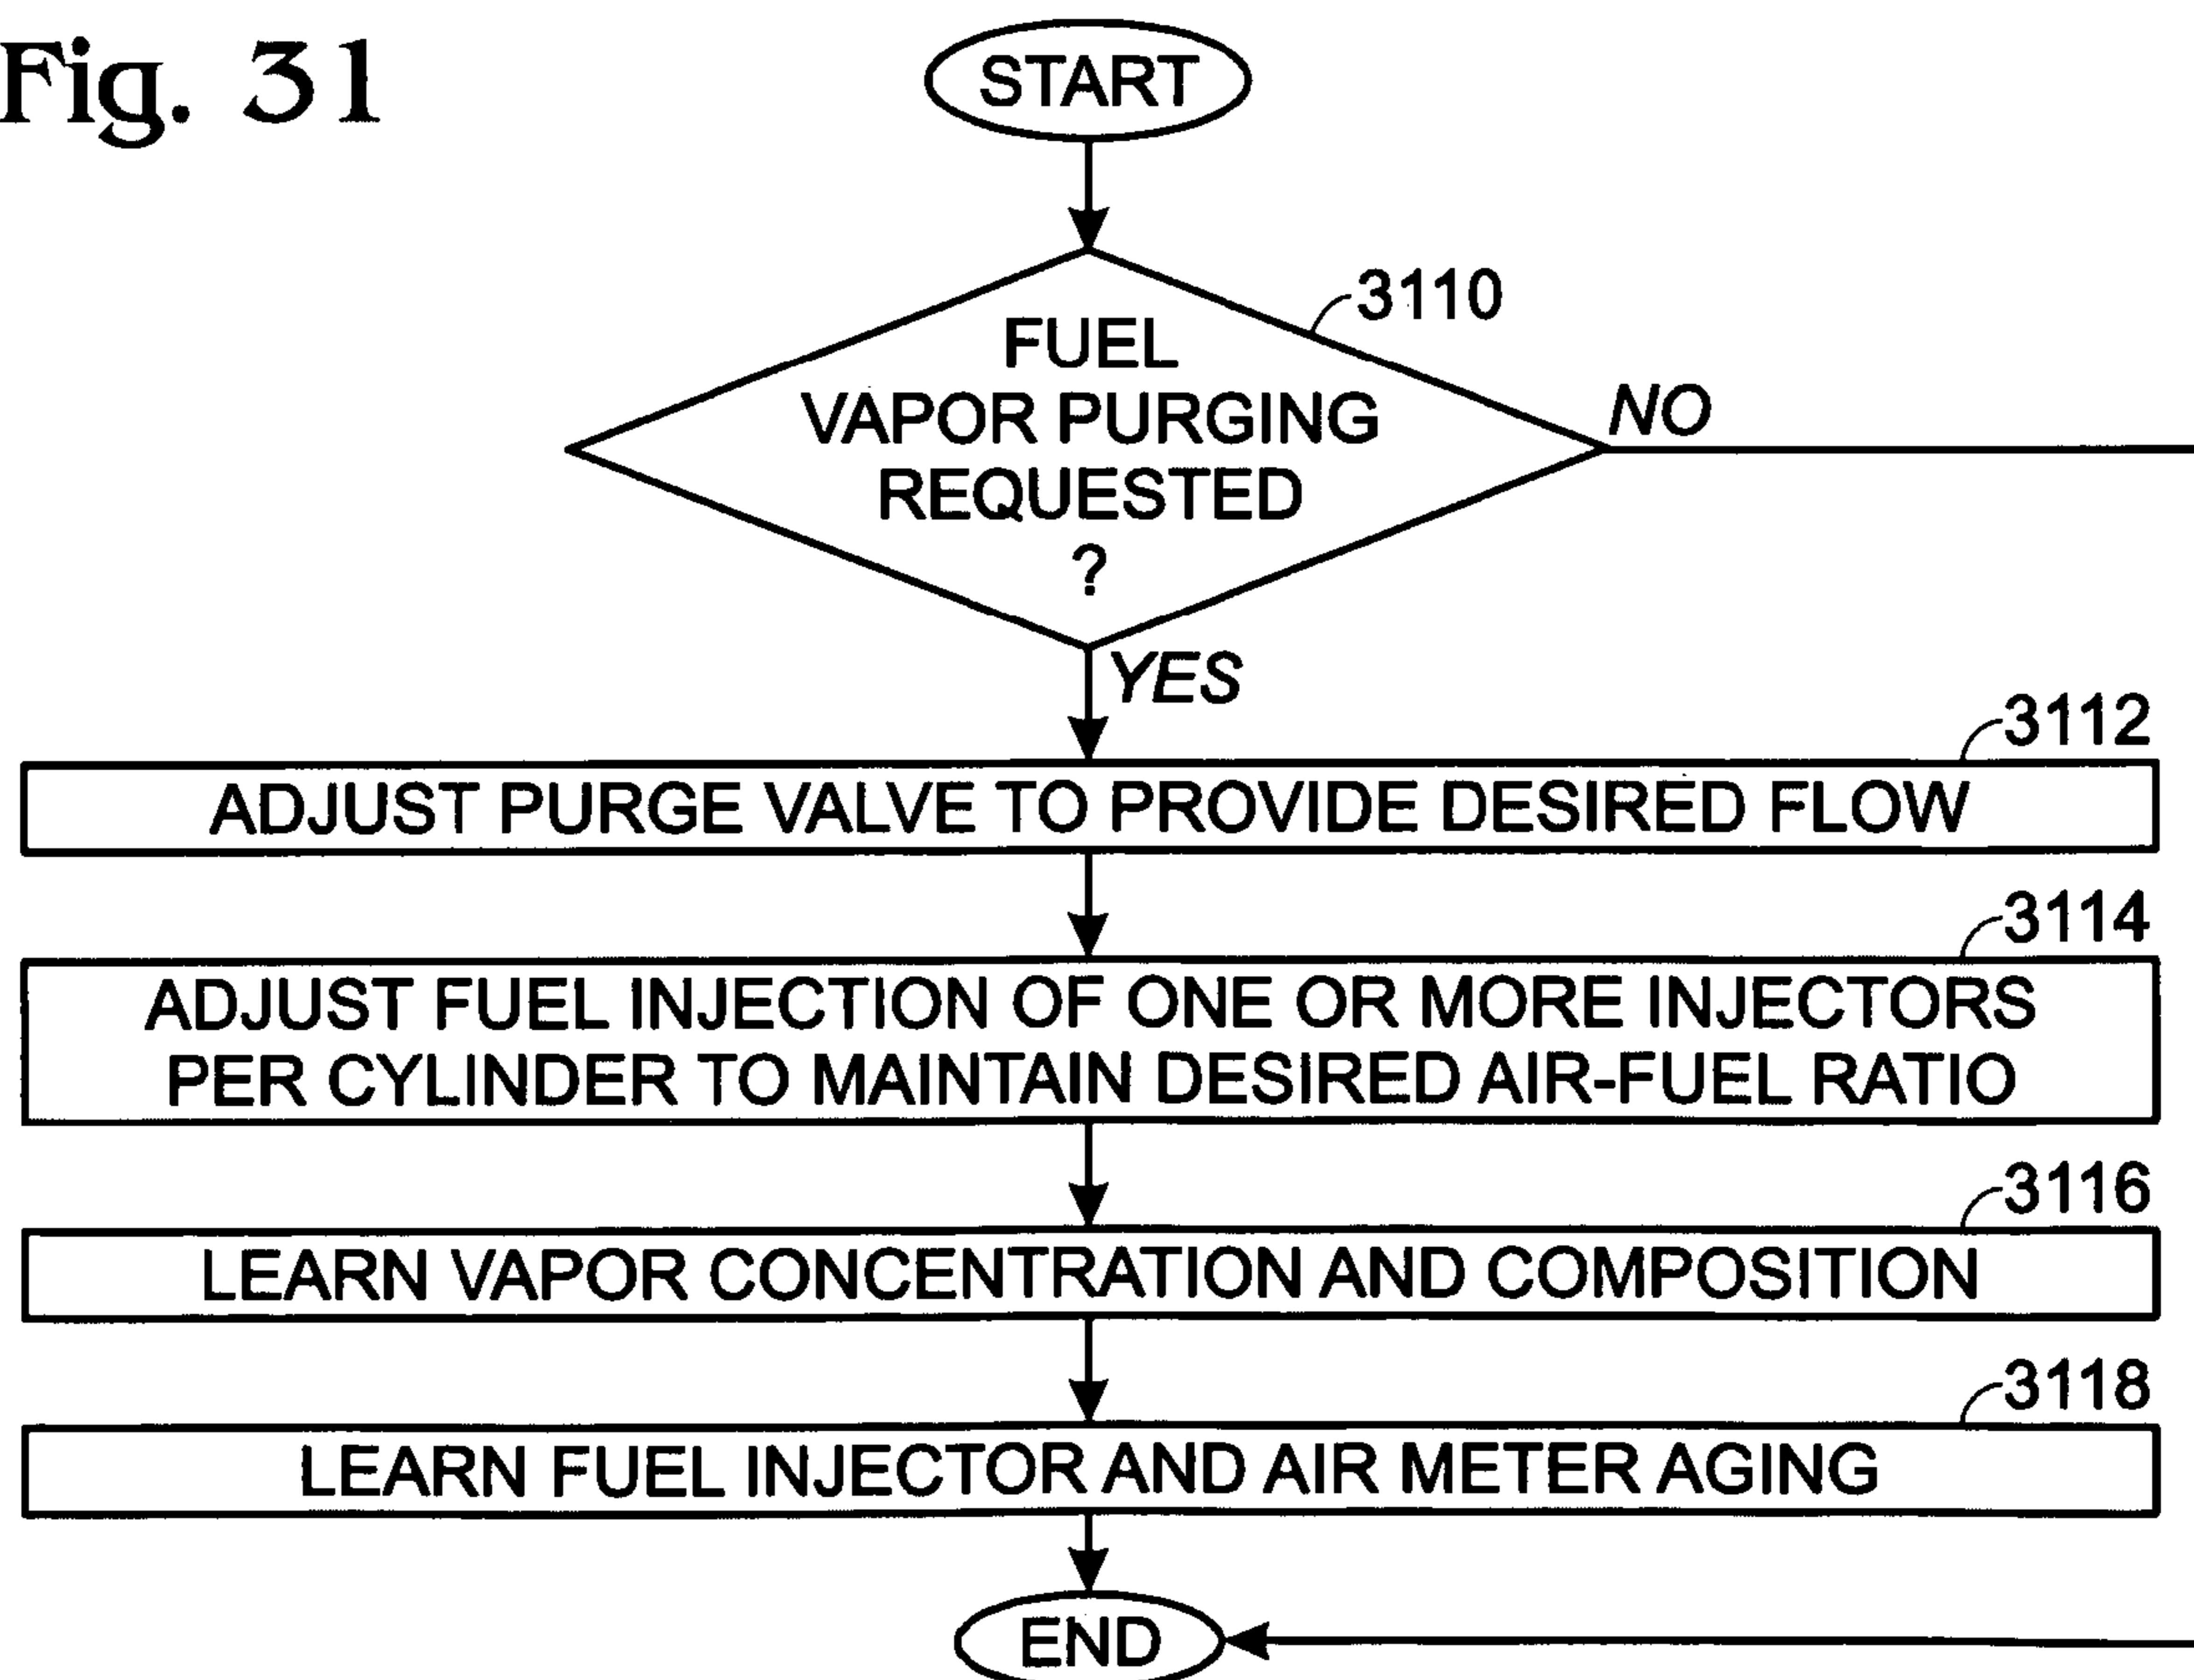 Fig. 31
START
3110
FUEL
VAPOR PURGING
REQUESTED
?
NO
YES
3112
ADJUST PURGE VALVE TO PROVIDE DESIRED FLOW
3114
ADJUST FUEL INJECTION OF ONE OR MORE INJECTORS
PER CYLINDER TO MAINTAIN DESIRED AIR-FUEL RATIO
3116
LEARN VAPOR CONCENTRATION AND COMPOSITION
3118
LEARN FUEL INJECTOR AND AIR METER AGING
END